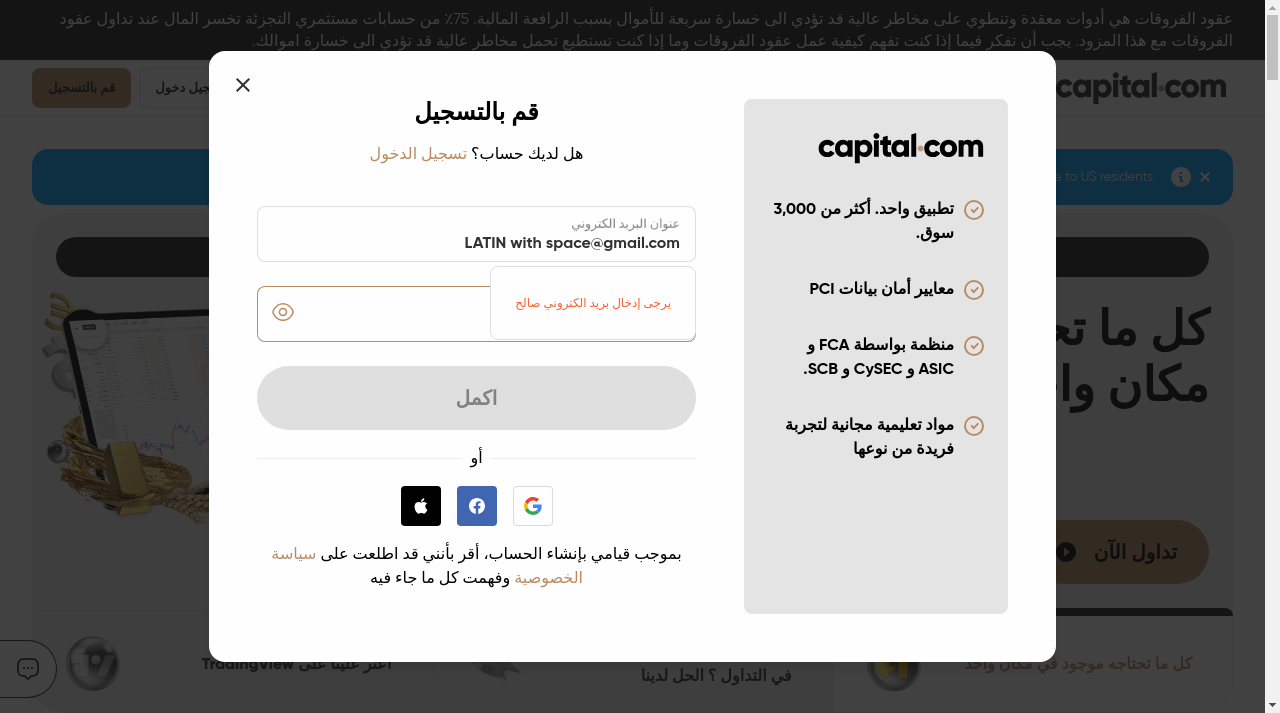 عقود الفروقات هي أدوات معقدة وتنطوي على مخاطر عالية قد تؤدي الى خسارة سريعة للأموال بسبب الرافعة المالية. 75٪ من حسابات مستثمري التجزئة تخسر المال عند تداول عقود
الفروقات مع هذا المزود. يجب أن تفكر فيما إذا كنت تفهم كيفية عمل عقود الفروقات وما إذا كنت تستطيع تحمل مخاطر عالية قد تؤدي الى خسارة اموالك.
capital.com
دخول
قم بالتسجيل
to US residents
كل ما
مكان
تداول الآن
كل ما تحتاجه موجود في مكان واحد
في التداول ؟ الحل لدينا
اعثر علينا على TradingView
capital.com
تطبيق واحد. أكثر من 3,000
سوق.
معايير أمان بيانات PCI
منظمة بواسطة FCA و
ASIC و CySEC و SCB.
مواد تعليمية مجانية لتجربة
فريدة من نوعها
قم بالتسجيل
هل لديك حساب؟ تسجيل الدخول
عنوان البريد الكتروني
LATIN with space@gmail.com
يرجى إدخال بريد الكتروني صالح
اكمل
أو
بموجب قيامي بإنشاء الحساب، أقر بأنني قد اطلعت على سياسة
الخصوصية وفهمت كل ما جاء فيه